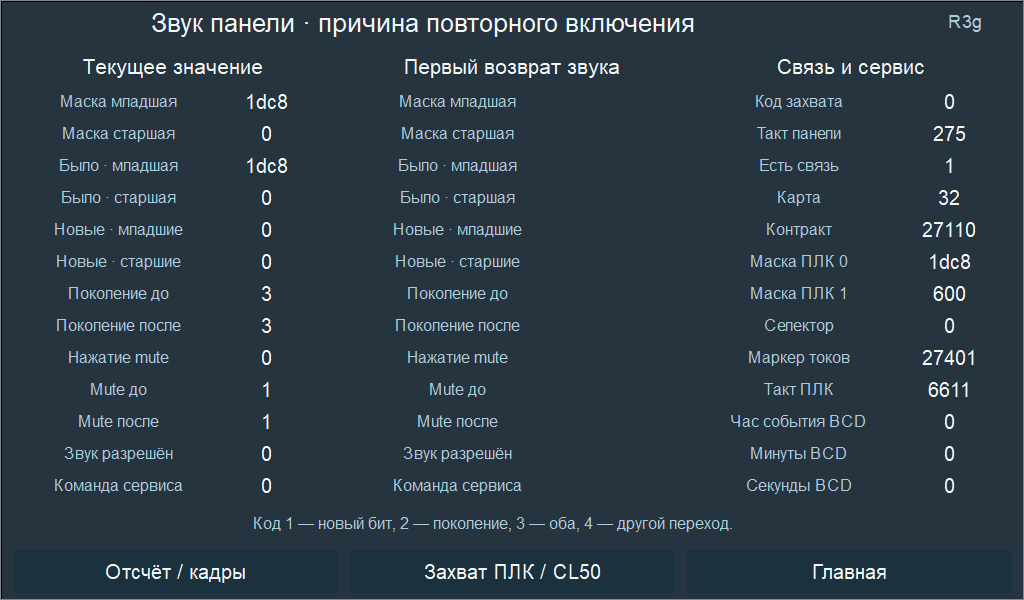 Звук панели · причина повторного включения R3g
Текущее значение Первый возврат звука Связь и сервис
Маска младшая 1dc8 Маска младшая Код захвата 0
Маска старшая 0 Маска старшая Такт панели 275
Было · младшая 1dc8 Было · младшая Есть связь 1
Было · старшая 0 Было · старшая Карта 32
Новые · младшие 0 Новые · младшие Контракт 27110
Новые · старшие 0 Новые · старшие Маска ПЛК 0 1dc8
Поколение до 3 Поколение до Маска ПЛК 1 600
Поколение после 3 Поколение после Селектор 0
Нажатие mute 0 Нажатие mute Маркер токов 27401
Mute до 1 Mute до Такт ПЛК 6611
Mute после 1 Mute после Час события BCD 0
Звук разрешён 0 Звук разрешён Минуты BCD 0
Команда сервиса 0 Команда сервиса Секунды BCD 0
Код 1 — новый бит, 2 — поколение, 3 — оба, 4 — другой переход.
Отсчёт / кадры Захват ПЛК / CL50 Главная